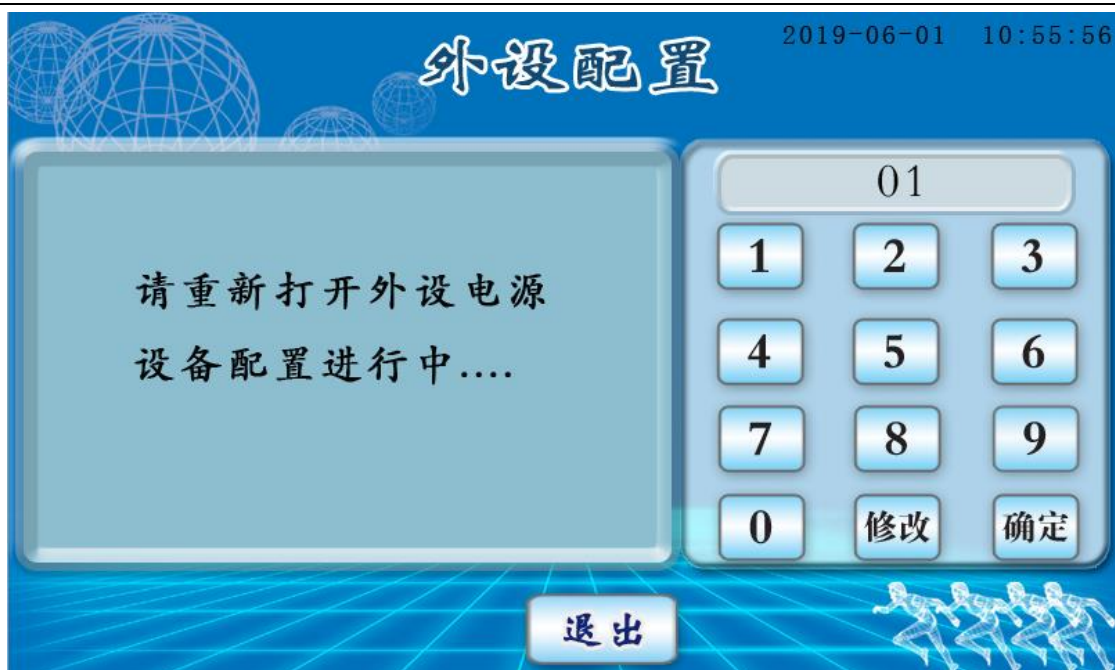 外设配置
2019-06-01 10:55:56
请重新打开外设电源
设备配置进行中....
01
1 2 3
4 5 6
7 8 9
0 修改 确定
退出